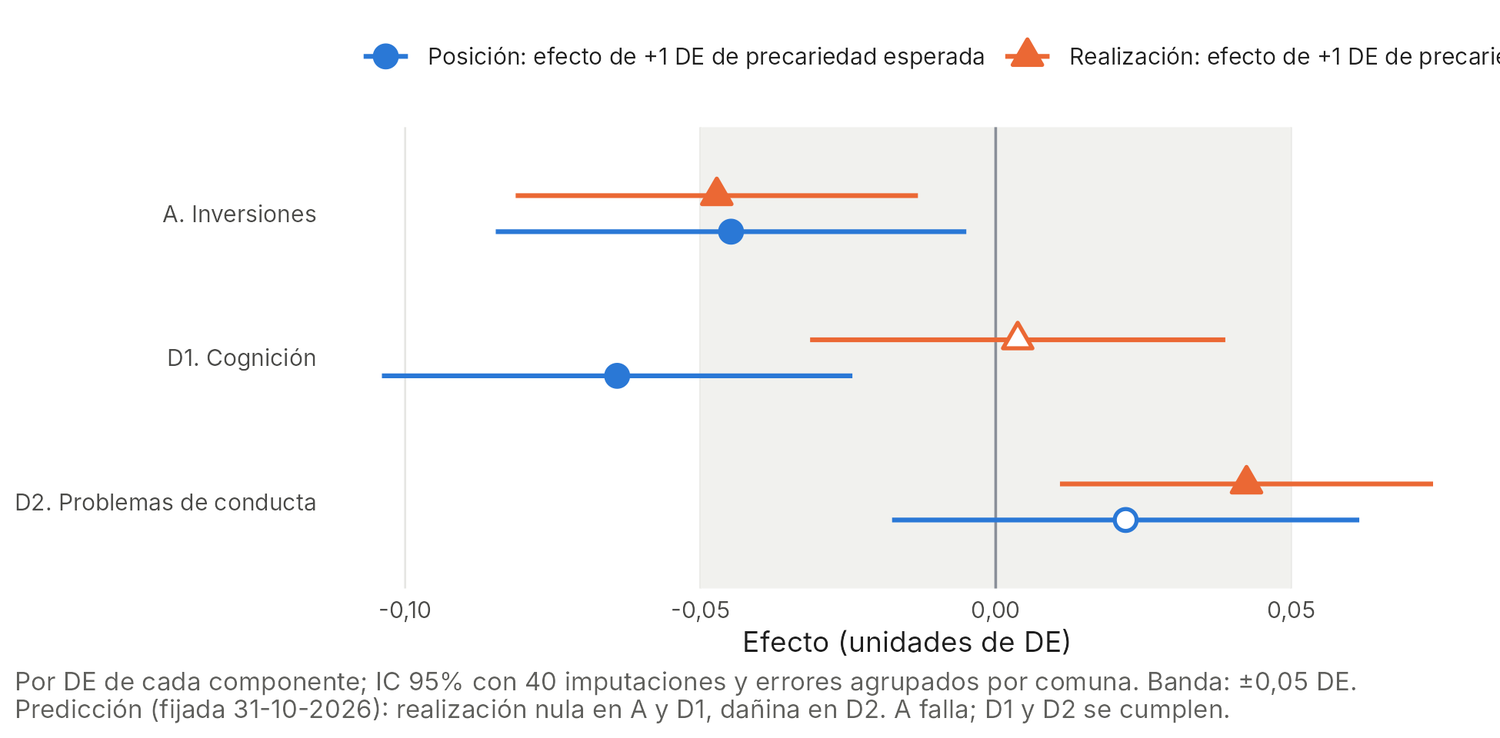 Posición: efecto de +1 DE de precariedad esperada
Realización: efecto de +1 DE de
A. Inversiones
D1. Cognición
D2. Problemas de conducta
-0,10
-0,05
0,00
0,05
Efecto (unidades de DE)
Por DE de cada componente; IC 95% con 40 imputaciones y errores agrupados por comuna. Banda: ±0,05 DE.
Predicción (fijada 31-10-2026): realización nula en A y D1, dañina en D2. A falla; D1 y D2 se cumplen.